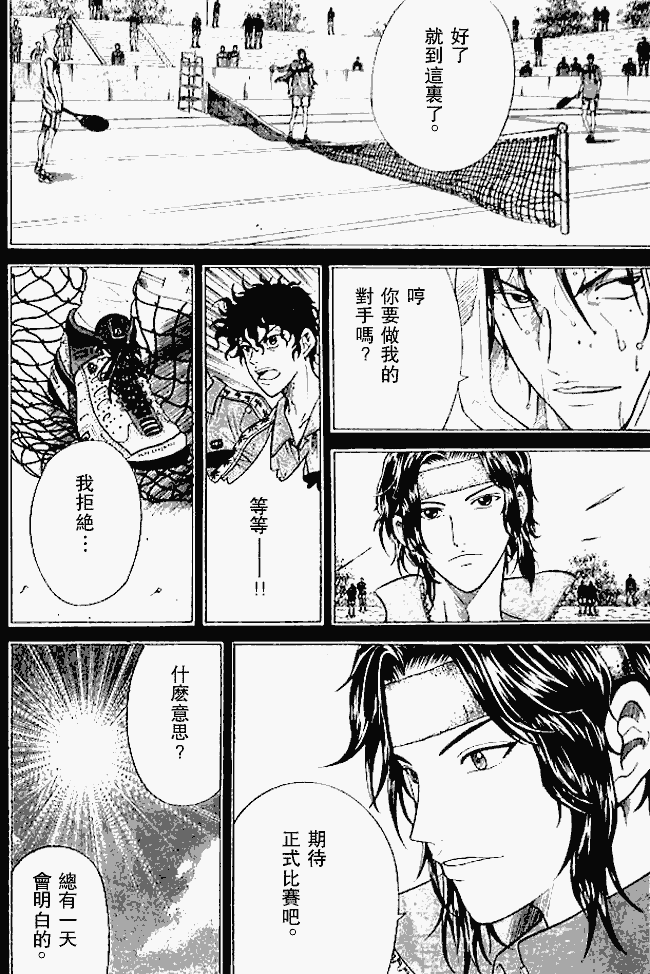 好了
就到這裏了。
哼
你要做我的
對手嗎？
等等——!!
我拒絕…
什麽意思？
期待
正式比賽吧。
總有一天
會明白的。